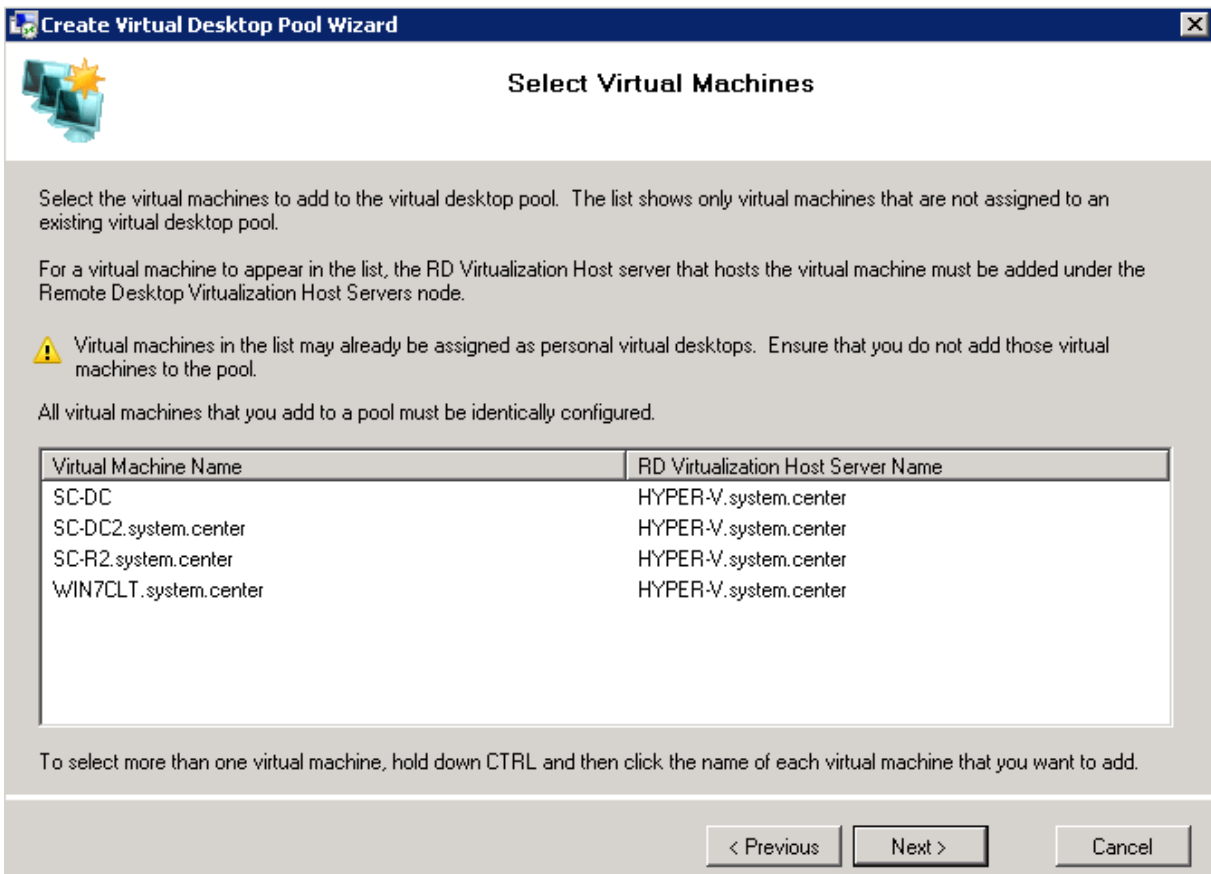 Create Virtual Desktop Pool Wizard
Select Virtual Machines
Select the virtual machines to add to the virtual desktop pool.  The list shows only virtual machines that are not assigned to an
existing virtual desktop pool.
For a virtual machine to appear in the list, the RD Virtualization Host server that hosts the virtual machine must be added under the
Remote Desktop Virtualization Host Servers node.
Virtual machines in the list may already be assigned as personal virtual desktops.  Ensure that you do not add those virtual
machines to the pool.
All virtual machines that you add to a pool must be identically configured.
Virtual Machine Name RD Virtualization Host Server Name
SC-DC HYPER-V.system.center
SC-DC2.system.center HYPER-V.system.center
SC-R2.system.center HYPER-V.system.center
WIN7CLT.system.center HYPER-V.system.center
To select more than one virtual machine, hold down CTRL and then click the name of each virtual machine that you want to add.
< Previous Next > Cancel